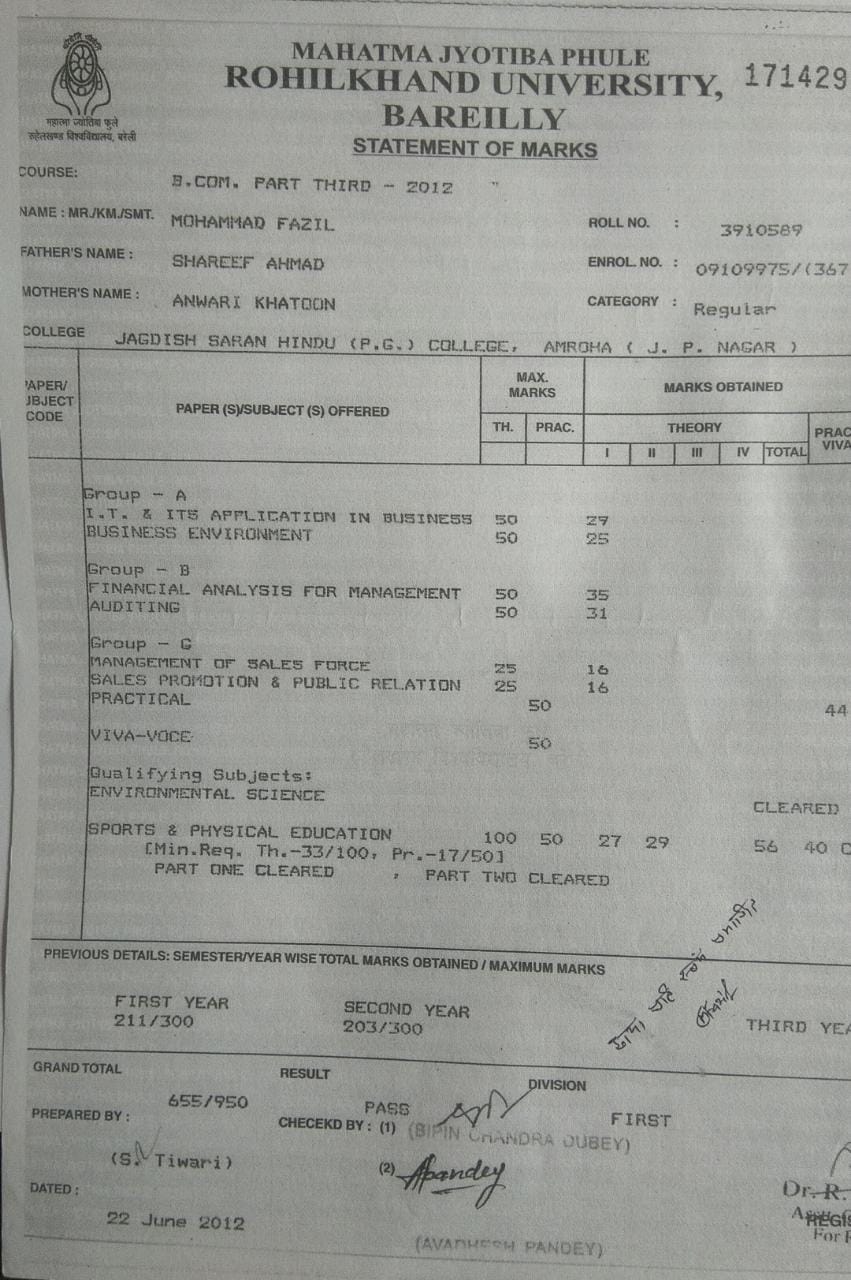 MAHATMA JYOTIBA PHULE
ROHILKHAND UNIVERSITY, 171429
BAREILLY
महात्मा ज्योतिबा फुले
रुहेलखण्ड विश्वविद्यालय, बरेली
STATEMENT OF MARKS
COURSE: B.COM. PART THIRD - 2012
NAME : MR./KM./SMT. MOHAMMAD FAZIL ROLL NO. : 3910589
FATHER'S NAME : SHAREEF AHMAD ENROL. NO. : 09109975/(367
MOTHER'S NAME : ANWARI KHATOON CATEGORY : Regular
COLLEGE JAGDISH SARAN HINDU (P.G.) COLLEGE, AMROHA ( J. P. NAGAR )
APER/
JBJECT
CODE
PAPER (S)/SUBJECT (S) OFFERED
MAX.
MARKS
MARKS OBTAINED
TH. PRAC. THEORY PRAC
VIVA
I II III IV TOTAL
Group - A
I.T. & ITS APPLICATION IN BUSINESS 50 29
BUSINESS ENVIRONMENT 50 25
Group - B
FINANCIAL ANALYSIS FOR MANAGEMENT 50 35
AUDITING 50 31
Group - G
MANAGEMENT OF SALES FORCE 25 16
SALES PROMOTION & PUBLIC RELATION 25 16
PRACTICAL 50 44
VIVA-VOCE 50
Qualifying Subjects:
ENVIRONMENTAL SCIENCE CLEARED
SPORTS & PHYSICAL EDUCATION 100 50 27 29 56 40 C
[Min.Req. Th.-33/100, Pr.-17/50]
PART ONE CLEARED , PART TWO CLEARED
PREVIOUS DETAILS: SEMESTER/YEAR WISE TOTAL MARKS OBTAINED / MAXIMUM MARKS
FIRST YEAR SECOND YEAR THIRD YEA
211/300 203/300
GRAND TOTAL RESULT DIVISION
655/950 PASS FIRST
PREPARED BY : CHECEKD BY : (1) (BIPIN CHANDRA DUBEY)
(S. Tiwari) (2) Apandey
DATED : Dr. R.
22 June 2012 REGIS
For R
(AVADHESH PANDEY)